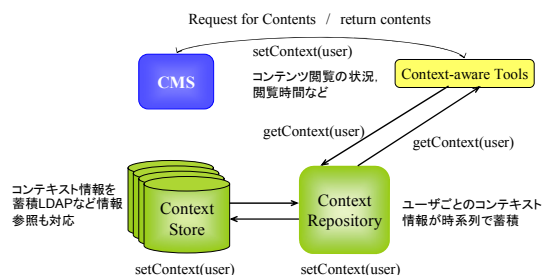 Request for Contents / return contents
setContext(user)
CMS
コンテンツ閲覧の状況,
閲覧時間など
Context-aware Tools
getContext(user)
getContext(user)
コンテキスト情報を
蓄積LDAPなど情報
参照も対応
Context
Store
Context
Repository
ユーザごとのコンテキスト
情報が時系列で蓄積
setContext(user)
setContext(user)